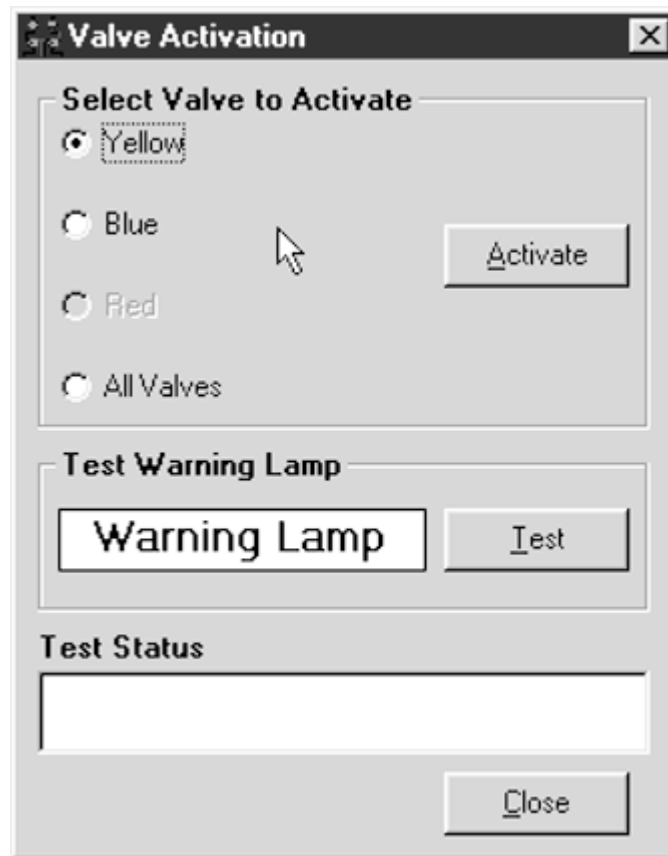 Valve Activation
Select Valve to Activate
Yellow
Blue
Activate
Red
All Valves
Test Warning Lamp
Warning Lamp
Test
Test Status
Close